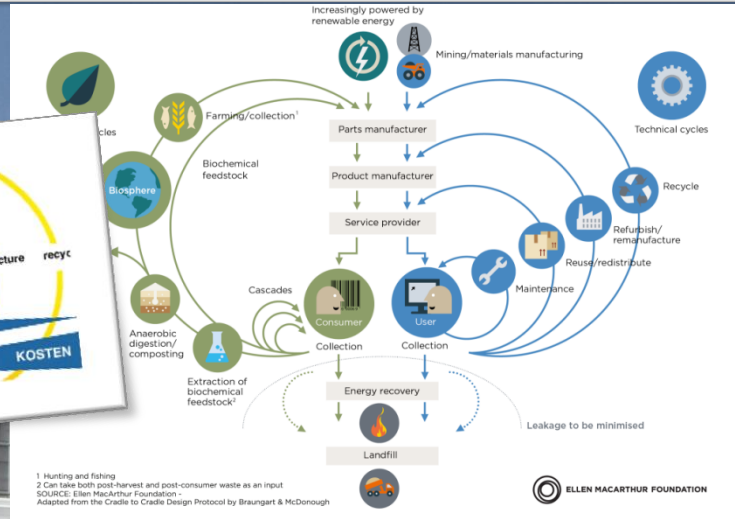 Increasingly powered by
renewable energy
Mining/materials manufacturing
Farming/collection¹
Parts manufacturer
Technical cycles
Biochemical
feedstock
Biosphere
Product manufacturer
Recycle
Service provider
Refurbish/
remanufacture
Reuse/redistribute
Maintenance
Cascades
Consumer
User
Anaerobic
digestion/
composting
Collection
Collection
Extraction of
biochemical
feedstock²
Energy recovery
Leakage to be minimised
Landfill
KOSTEN
1 Hunting and fishing
2 Can take both post-harvest and post-consumer waste as an input
SOURCE: Ellen MacArthur Foundation -
Adapted from the Cradle to Cradle Design Protocol by Braungart & McDonough
ELLEN MACARTHUR FOUNDATION